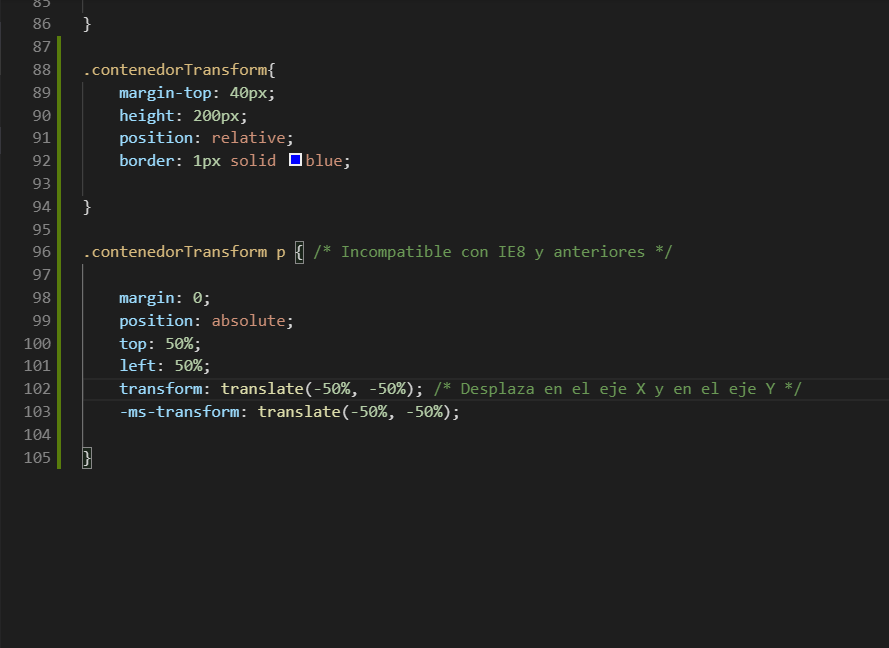 85
86 }
87
88 .contenedorTransform{
89 margin-top: 40px;
90 height: 200px;
91 position: relative;
92 border: 1px solid blue;
93
94 }
95
96 .contenedorTransform p { /* Incompatible con IE8 y anteriores */
97
98 margin: 0;
99 position: absolute;
100 top: 50%;
101 left: 50%;
102 transform: translate(-50%, -50%); /* Desplaza en el eje X y en el eje Y */
103 -ms-transform: translate(-50%, -50%);
104
105 }